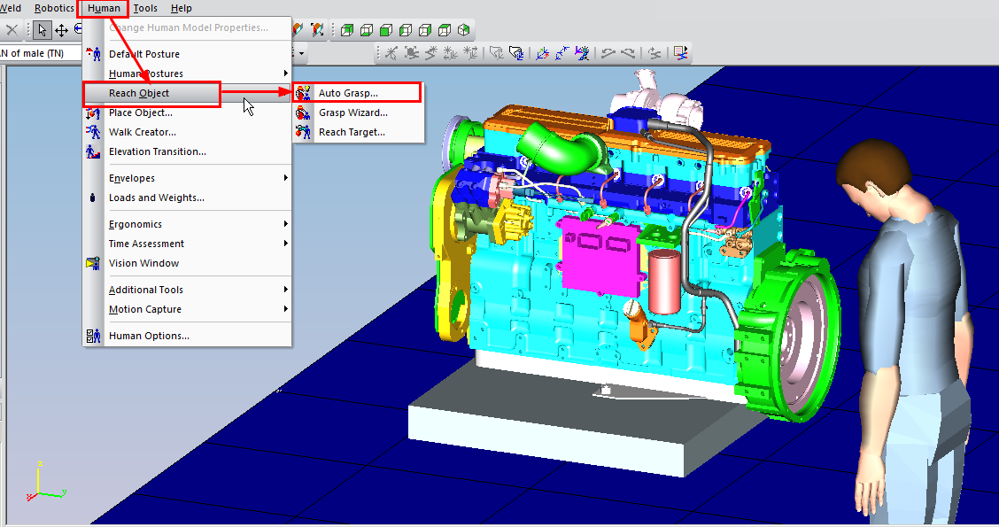 Weld Robotics Human Tools Help
AN of male (TN)
Change Human Model Properties...
Default Posture
Human Postures
Reach Object
Place Object...
Walk Creator...
Elevation Transition...
Envelopes
Loads and Weights...
Ergonomics
Time Assessment
Vision Window
Additional Tools
Motion Capture
Human Options...
Auto Grasp...
Grasp Wizard...
Reach Target...
z
x
y